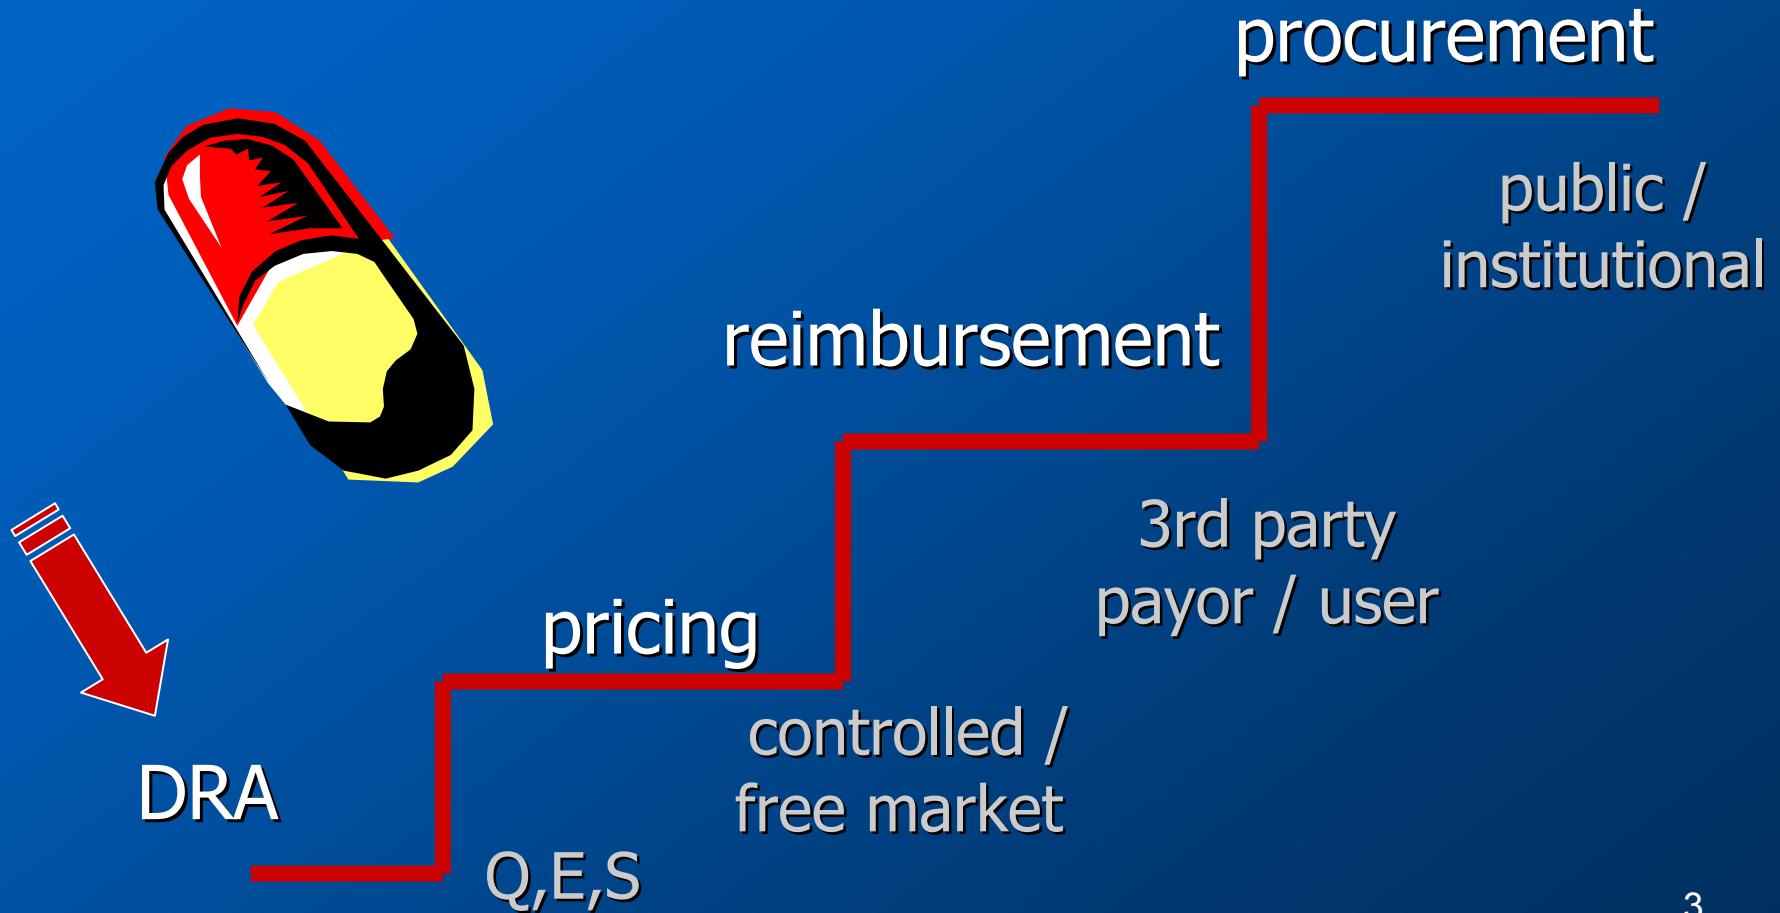 procurement
public /
institutional
reimbursement
3rd party
payor / user
pricing
controlled /
free market
DRA
Q,E,S
3